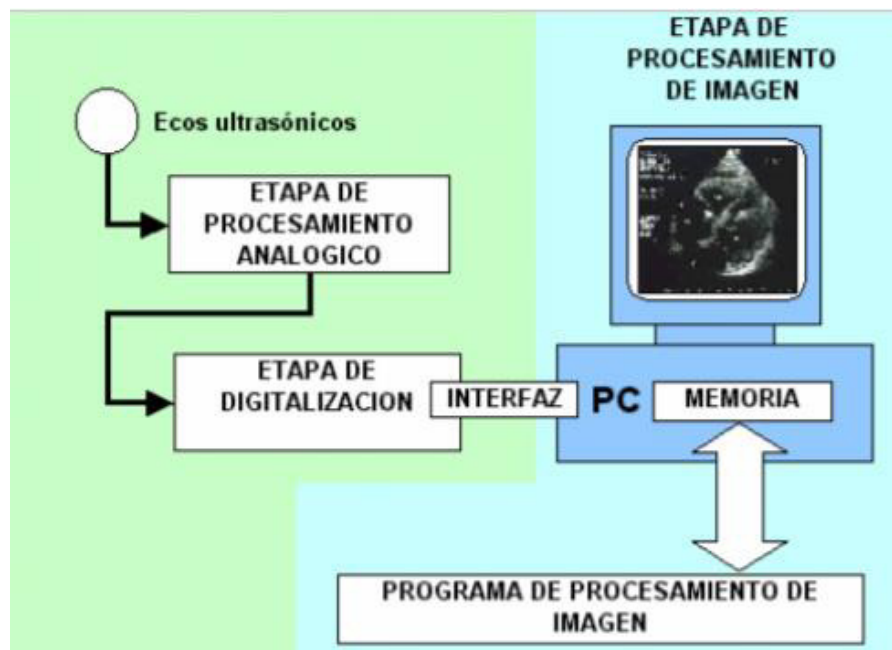 ETAPA DE
PROCESAMIENTO
DE IMAGEN
Ecos ultrasónicos
ETAPA DE
PROCESAMIENTO
ANALOGICO
ETAPA DE
DIGITALIZACION
INTERFAZ
PC
MEMORIA
PROGRAMA DE PROCESAMIENTO DE
IMAGEN